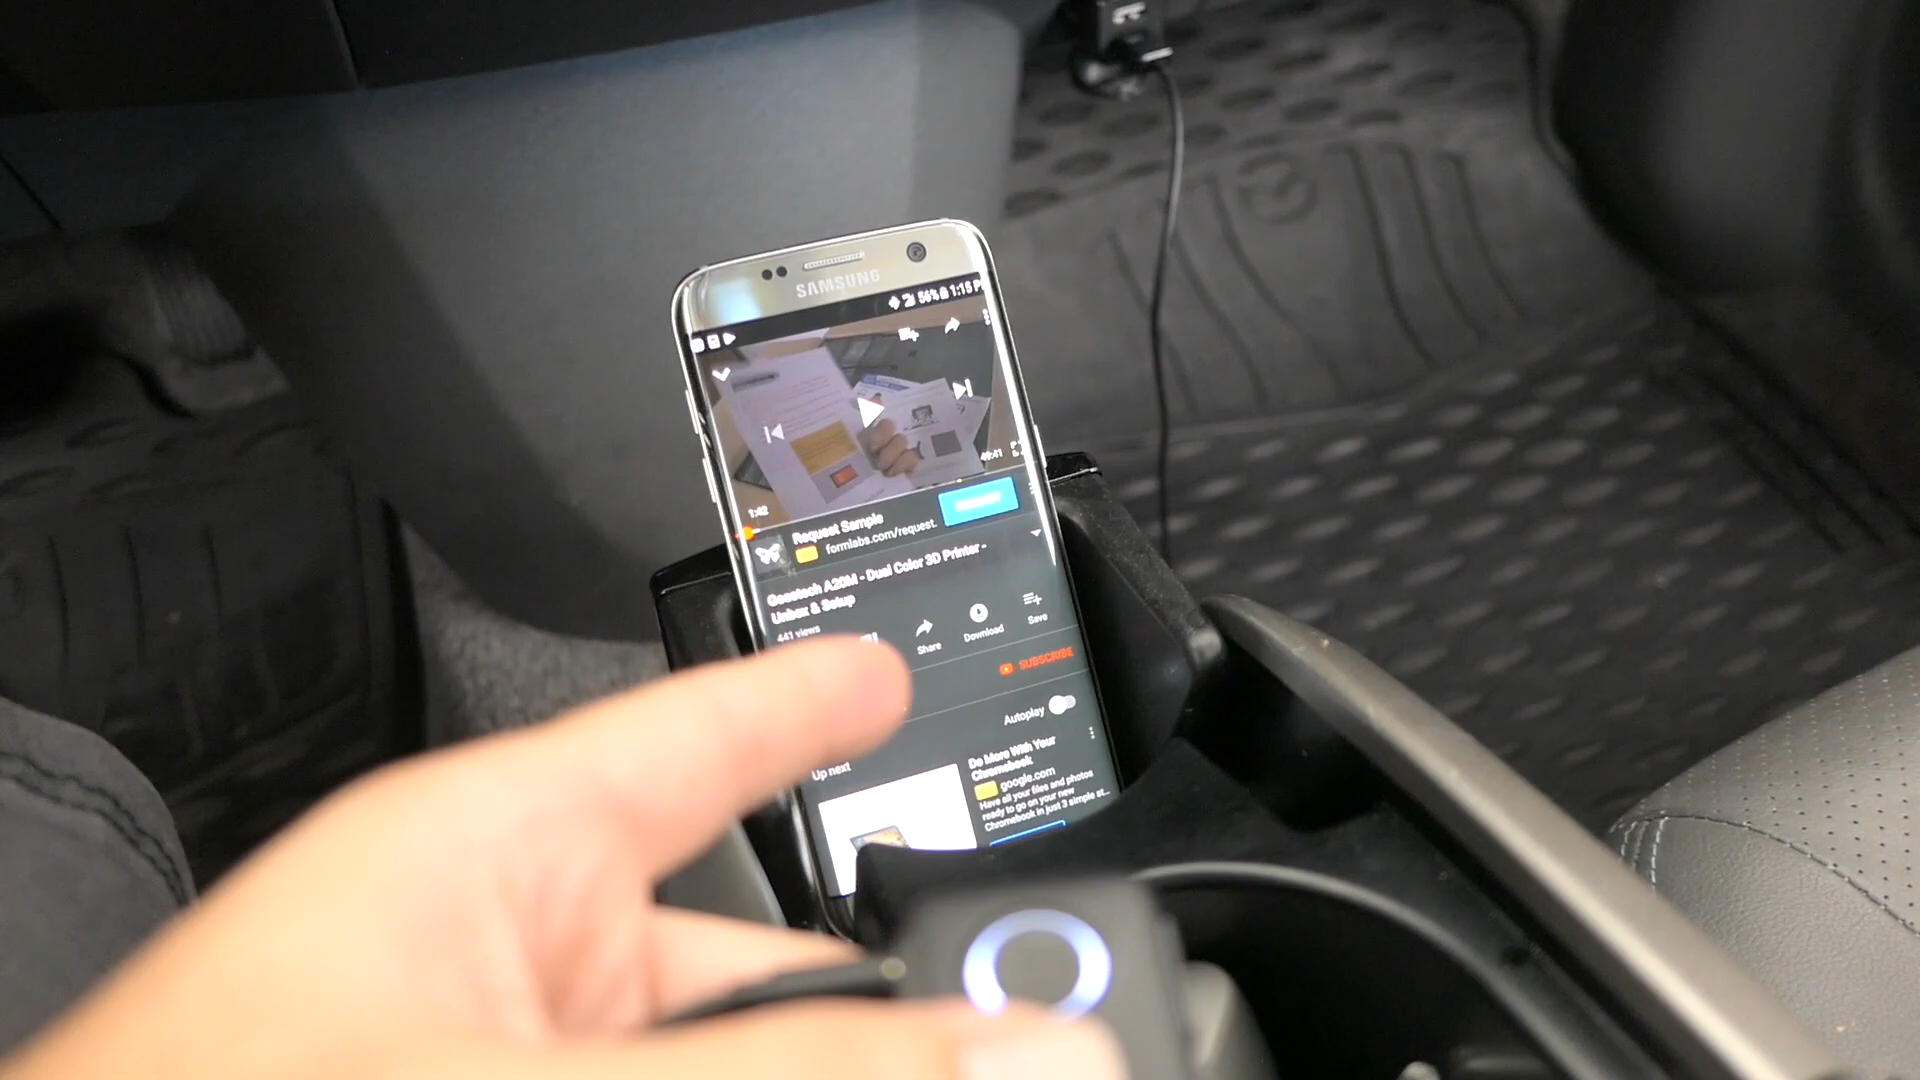 SAMSUNG
56% 1:15 P
49:41
1:42
Request Sample
formlabs.com/request.
Geeetech A20M - Dual Color 3D Printer -
Unbox & Setup
441 views
Share
Download
Save
SUBSCRIBE
Autoplay
Up next
Do More With Your
Chromebook
google.com
Have all your files and photos
ready to go on your new
Chromebook in just 3 simple st...